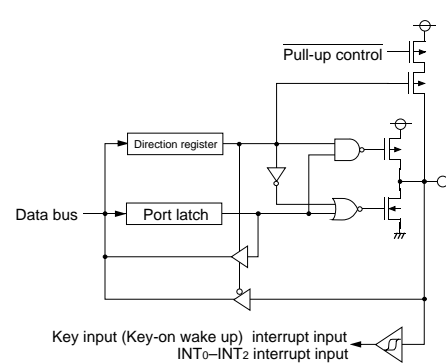 Pull-up control
Direction register
Data bus
Port latch
Key input (Key-on wake up) interrupt input
INT0–INT2 interrupt input